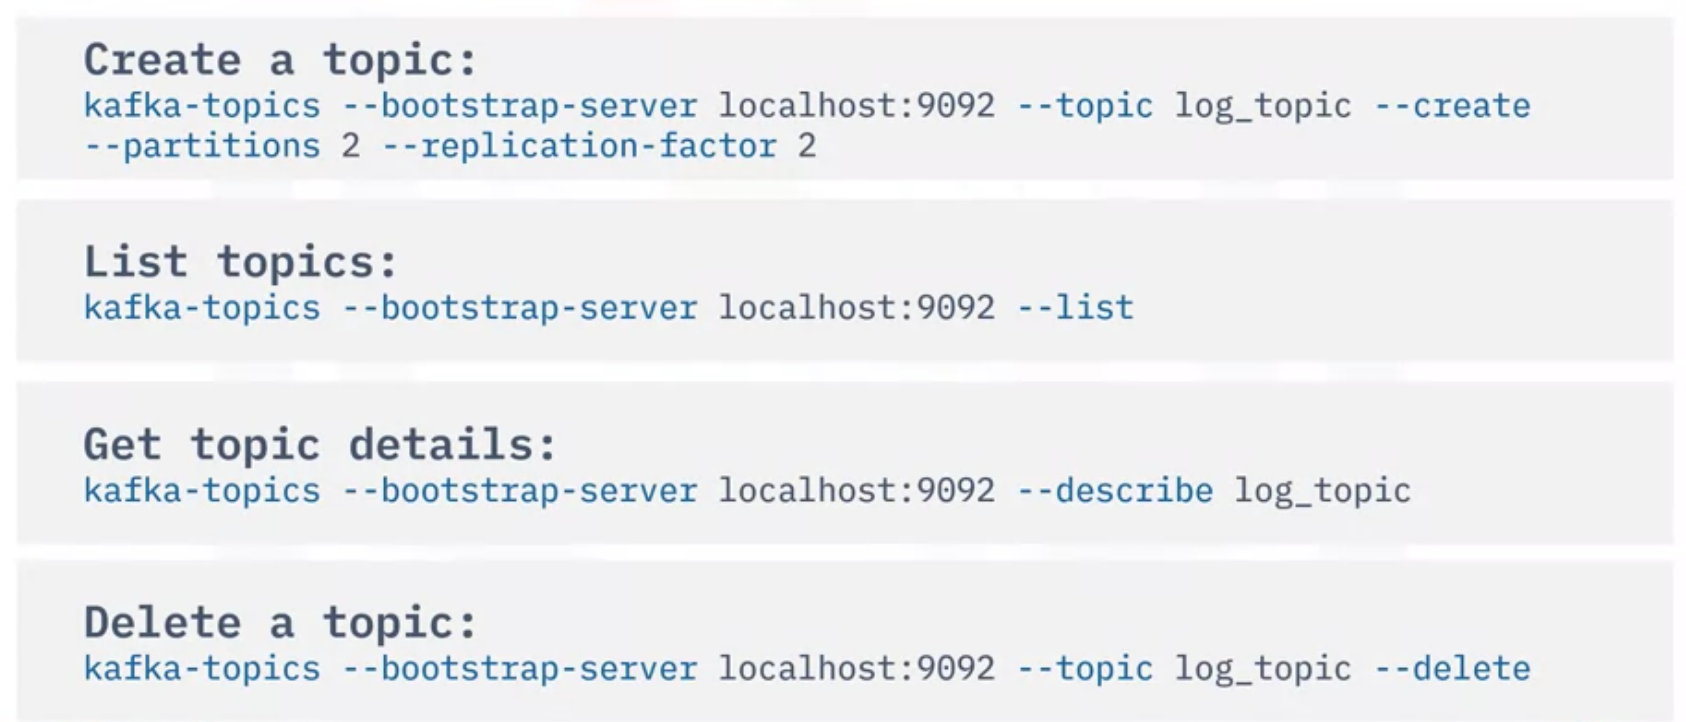 Create a topic:
kafka-topics --bootstrap-server localhost:9092 --topic log_topic --create
--partitions 2 --replication-factor 2
List topics:
kafka-topics --bootstrap-server localhost:9092 --list
Get topic details:
kafka-topics --bootstrap-server localhost:9092 --describe log_topic
Delete a topic:
kafka-topics --bootstrap-server localhost:9092 --topic log_topic --delete